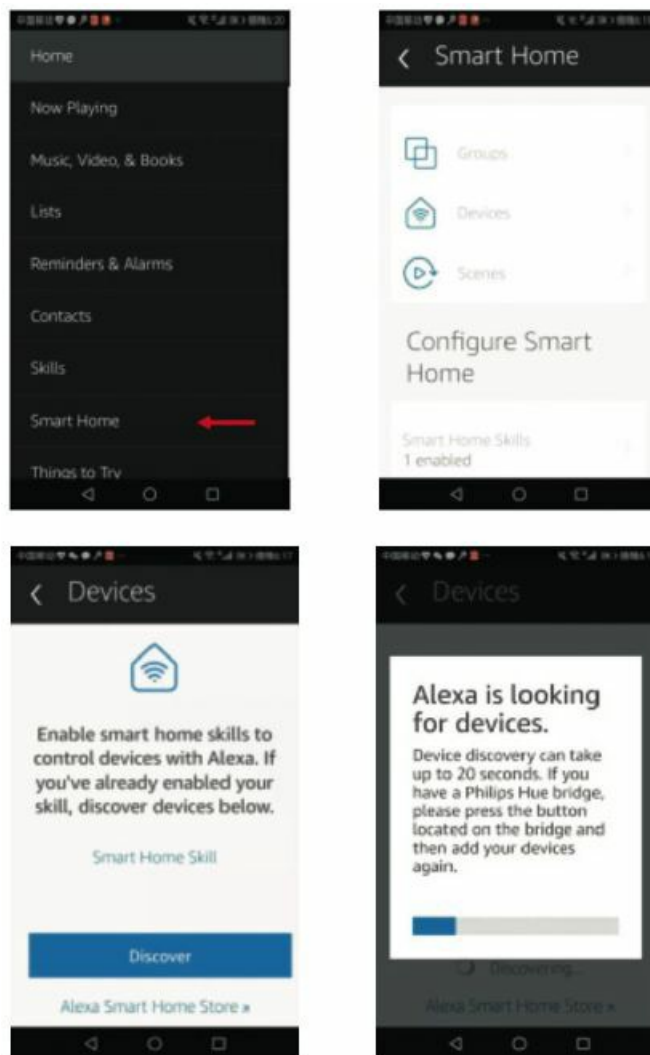 Home
Now Playing
Music, Video, & Books
Lists
Reminders & Alarms
Contacts
Skills
Smart Home
Things to Try
Smart Home
Groups
Devices
Scenes
Configure Smart
Home
Smart Home Skills
1 enabled
Devices
Enable smart home skills to
control devices with Alexa. If
you've already enabled your
skill, discover devices below.
Smart Home Skill
Discover
Alexa Smart Home Store »
Devices
Alexa is looking
for devices.
Device discovery can take
up to 20 seconds. If you
have a Philips Hue bridge,
please press the button
located on the bridge and
then add your devices
again.
Discovering...
Alexa Smart Home Store »